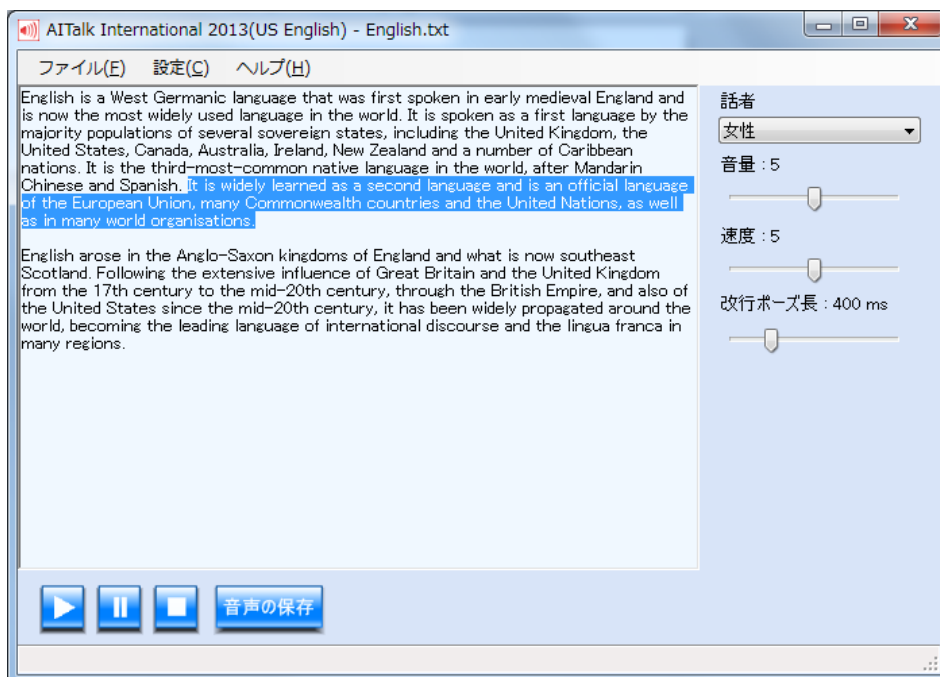 AITalk International 2013(US English) - English.txt
ファイル(F) 設定(C) ヘルプ(H)
English is a West Germanic language that was first spoken in early medieval England and
is now the most widely used language in the world. It is spoken as a first language by the
majority populations of several sovereign states, including the United Kingdom, the
United States, Canada, Australia, Ireland, New Zealand and a number of Caribbean
nations. It is the third-most-common native language in the world, after Mandarin
Chinese and Spanish. It is widely learned as a second language and is an official language
of the European Union, many Commonwealth countries and the United Nations, as well
as in many world organisations.
English arose in the Anglo-Saxon kingdoms of England and what is now southeast
Scotland. Following the extensive influence of Great Britain and the United Kingdom
from the 17th century to the mid-20th century, through the British Empire, and also of
the United States since the mid-20th century, it has been widely propagated around the
world, becoming the leading language of international discourse and the lingua franca in
many regions.
話者
女性
音量 : 5
速度 : 5
改行ポーズ長 : 400 ms
音声の保存